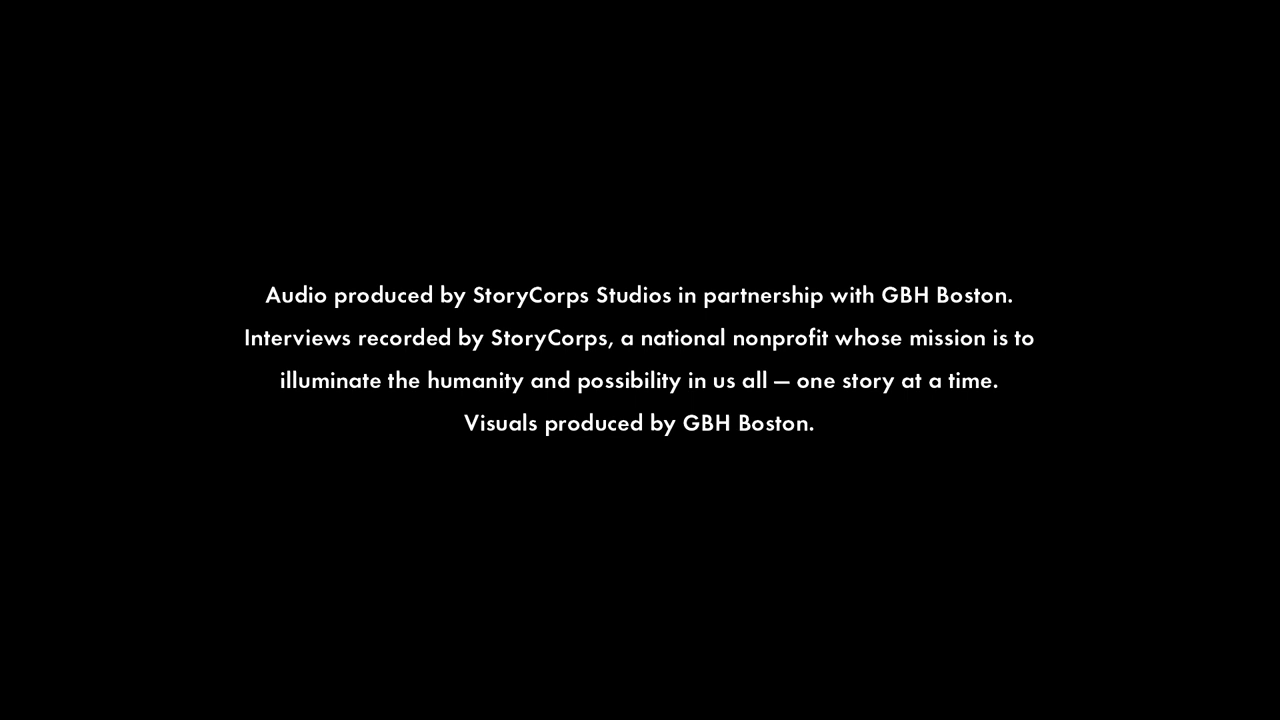 Audio produced by StoryCorps Studios in partnership with GBH Boston.
Interviews recorded by StoryCorps, a national nonprofit whose mission is to
illuminate the humanity and possibility in us all — one story at a time.
Visuals produced by GBH Boston.